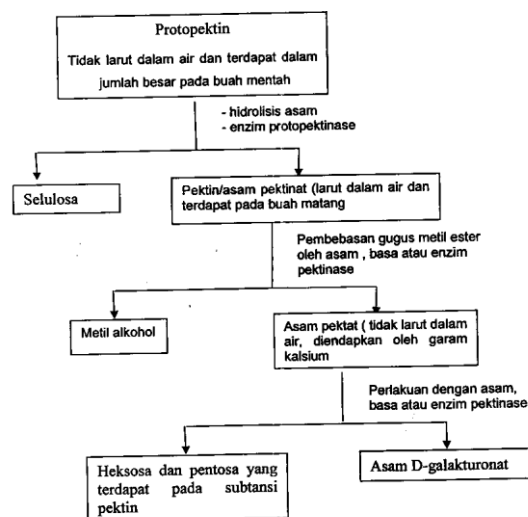 Protopektin
Tidak larut dalam air dan terdapat dalam
jumlah besar pada buah mentah
- hidrolisis asam
- enzim protopektinase
Selulosa
Pektin/asam pektinat (larut dalam air dan
terdapat pada buah matang
Pembebasan gugus metil ester
oleh asam , basa atau enzim
pektinase
Metil alkohol
Asam pektat ( tidak larut dalam
air, diendapkan oleh garam
kalsium
Perlakuan dengan asam,
basa atau enzim pektinase
Heksosa dan pentosa yang
terdapat pada subtansi
pektin
Asam D-galakturonat